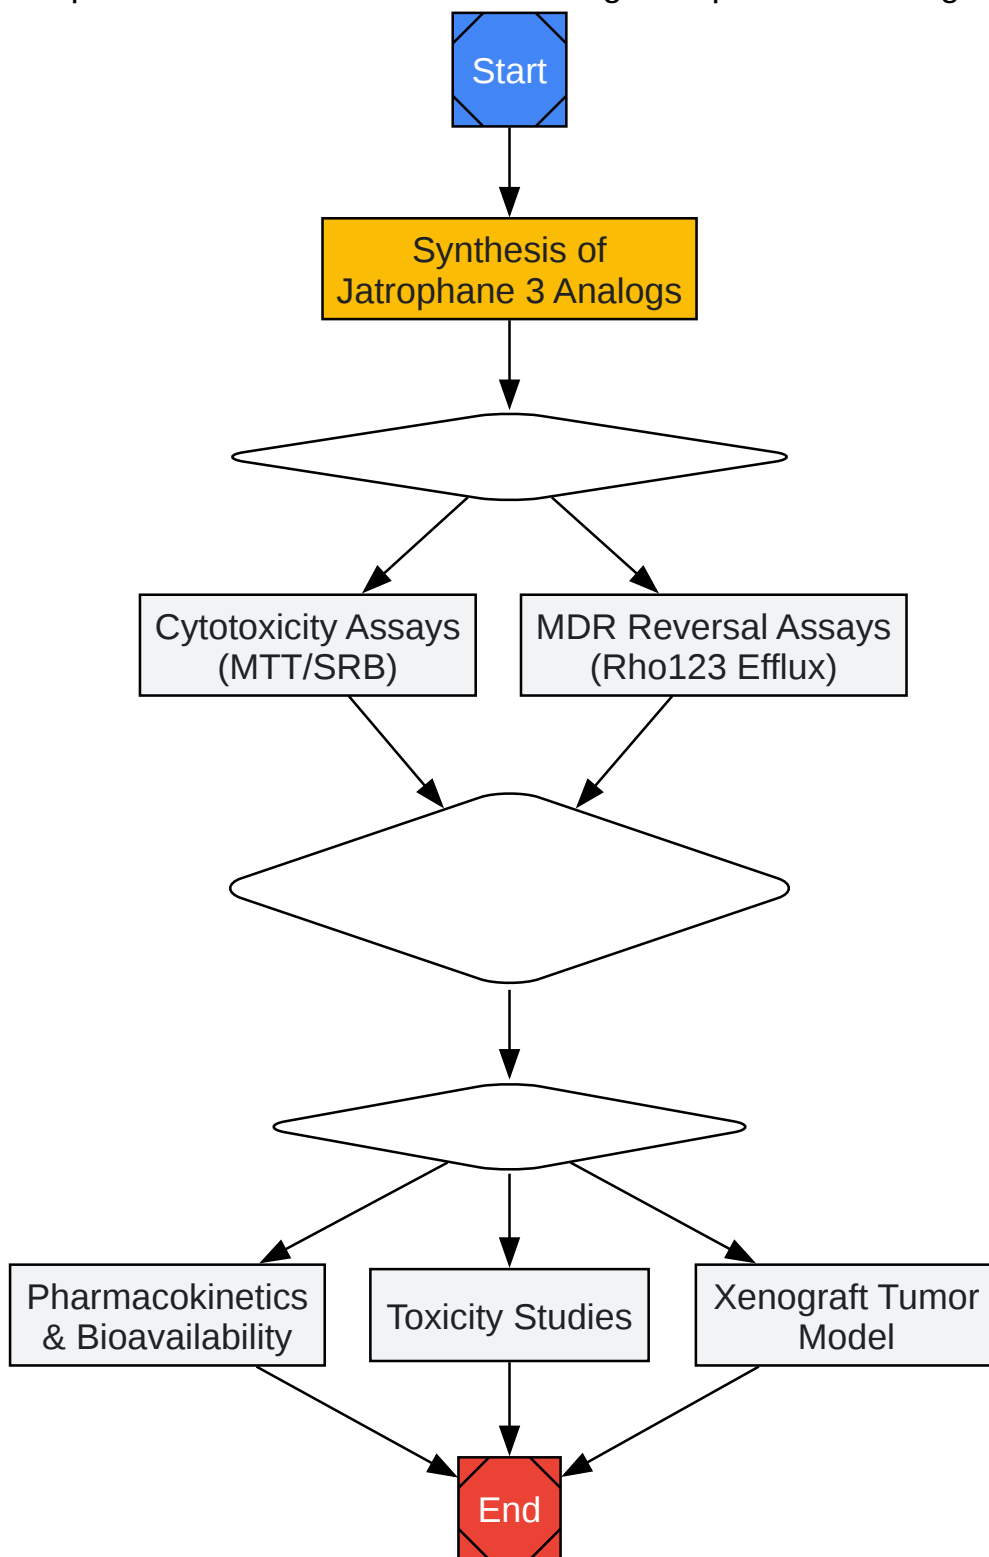 Start
Synthesis of
Jatrophane 3 Analogs
Cytotoxicity Assays
(MTT/SRB)
MDR Reversal Assays
(Rho123 Efflux)
Pharmacokinetics
& Bioavailability
Toxicity Studies
Xenograft Tumor
Model
End